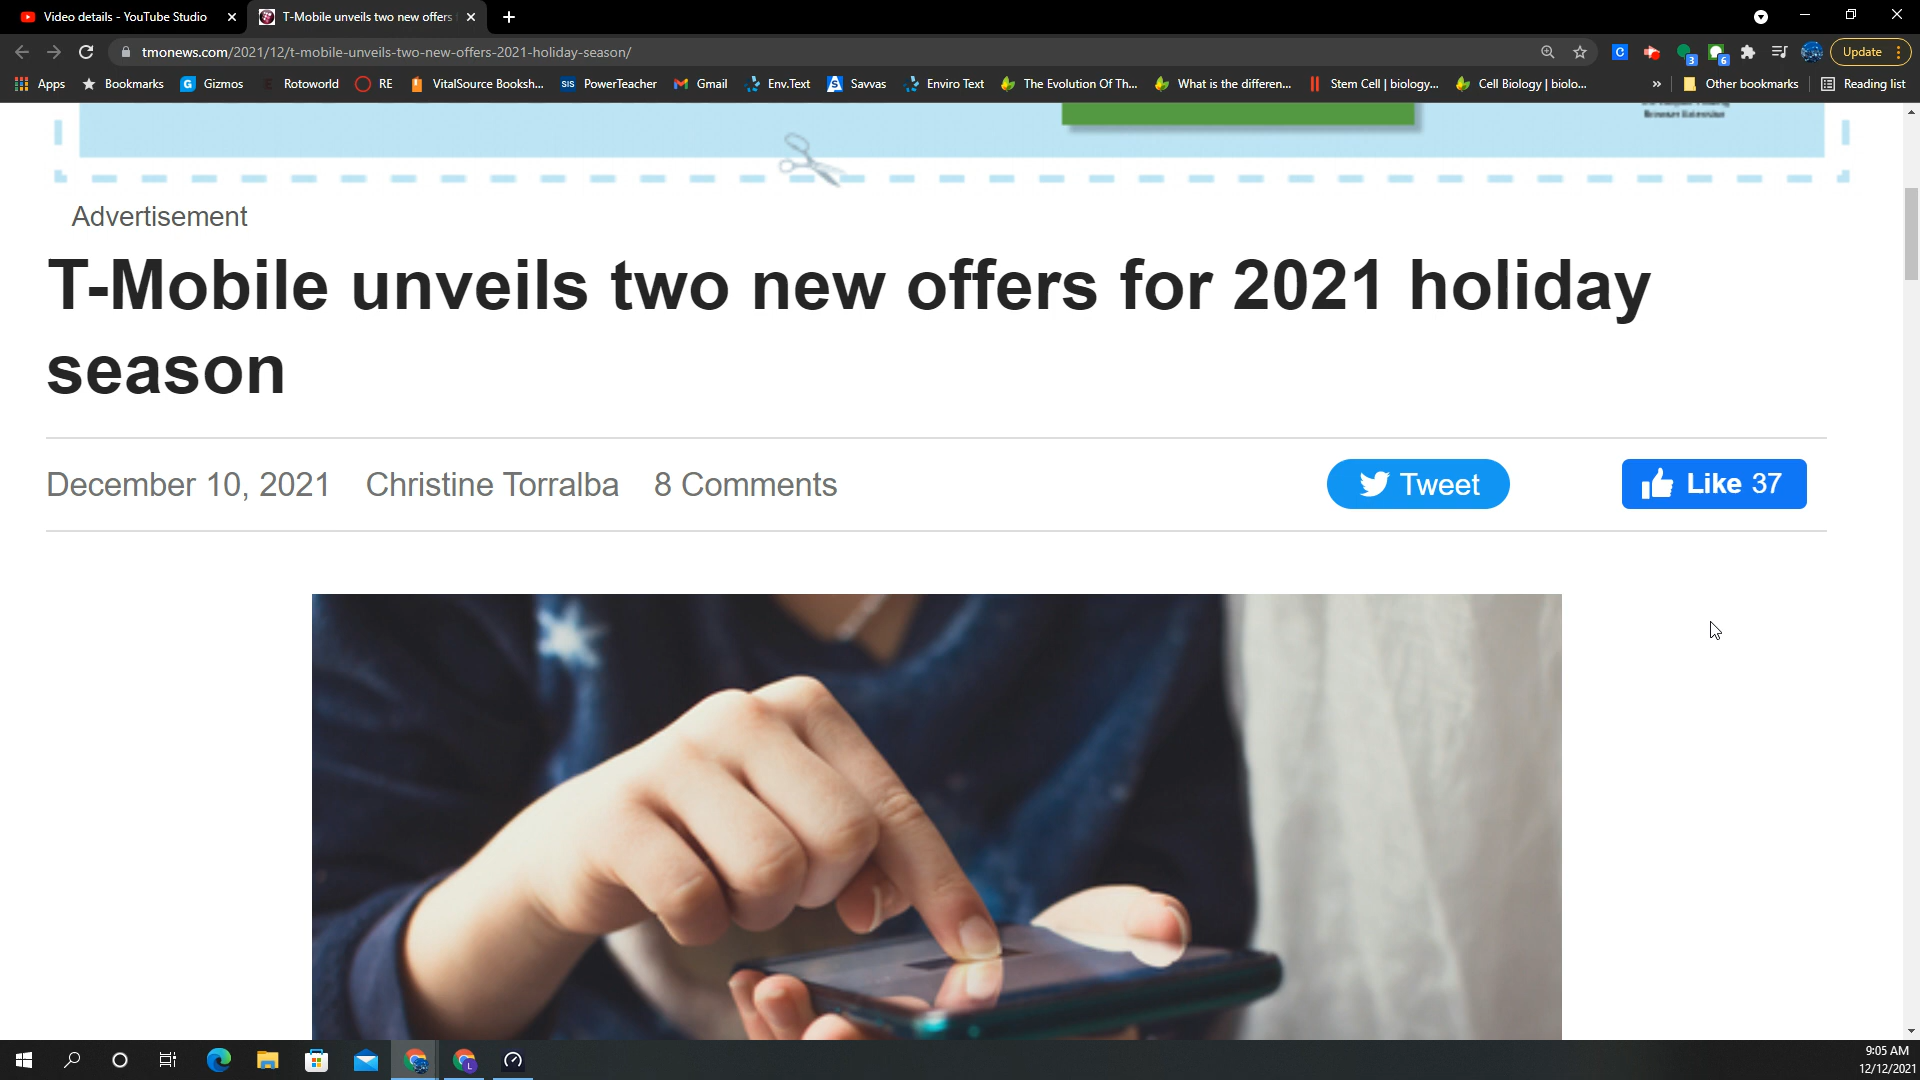 Video details - YouTube Studio
T-Mobile unveils two new offers
tmonews.com/2021/12/t-mobile-unveils-two-new-offers-2021-holiday-season/
Update
Apps Bookmarks Gizmos Rotoworld RE VitalSource Booksh... PowerTeacher Gmail Env.Text Savvas Enviro Text The Evolution Of Th... What is the differen... Stem Cell | biology... Cell Biology | biolo... » Other bookmarks Reading list
Browser Extension
Advertisement
T-Mobile unveils two new offers for 2021 holiday
season
December 10, 2021 Christine Torralba 8 Comments Tweet Like 37
9:05 AM
12/12/2021